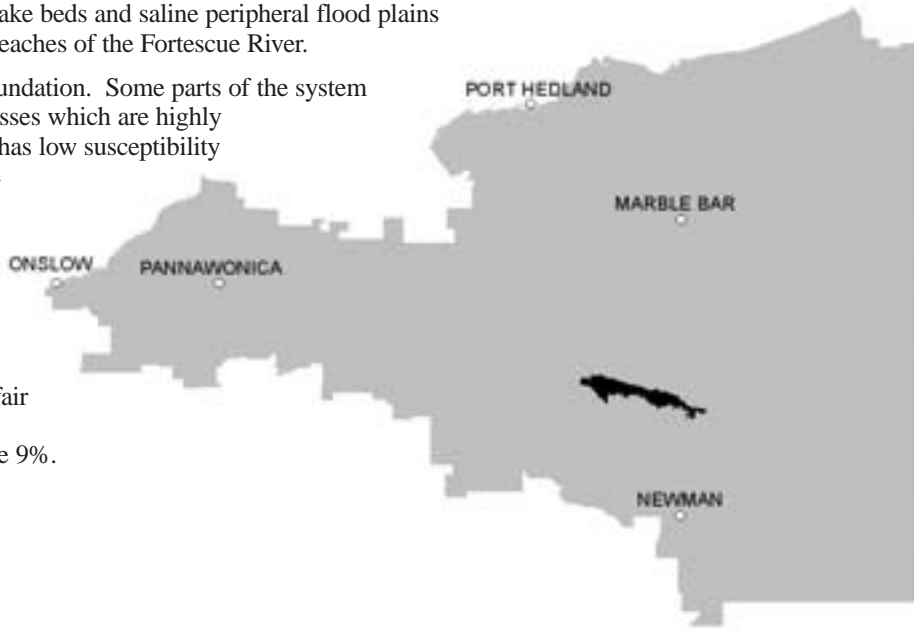 ake beds and saline peripheral flood plains
eaches of the Fortescue River.
undation. Some parts of the system
sses which are highly
has low susceptibility
PORT HEDLAND
MARBLE BAR
ONSLOW
PANNAWONICA
fair
e 9%.
NEWMAN